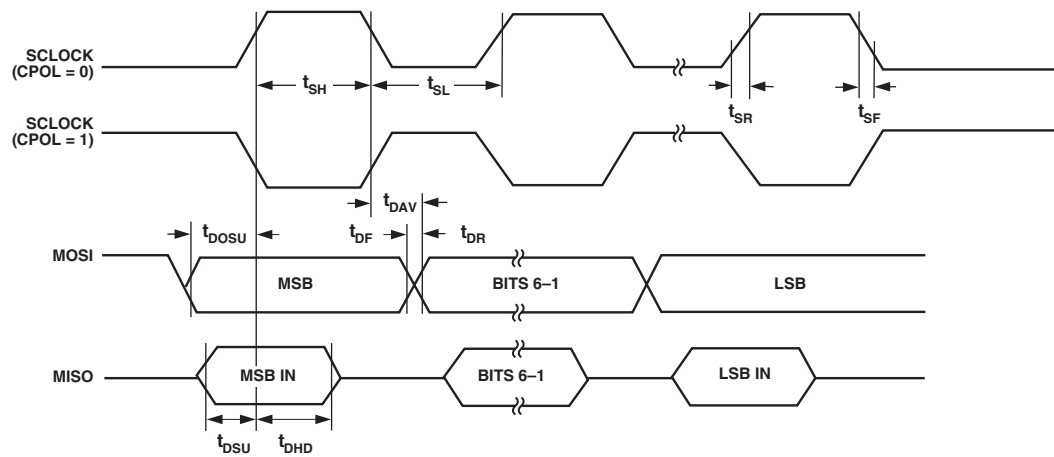 SCLOCK
(CPOL = 0)
tSH
tSL
tSR
tSF
SCLOCK
(CPOL = 1)
tDAV
tDOSU
tDF
tDR
MOSI
MSB
BITS 6–1
LSB
MISO
MSB IN
BITS 6–1
LSB IN
tDSU
tDHD